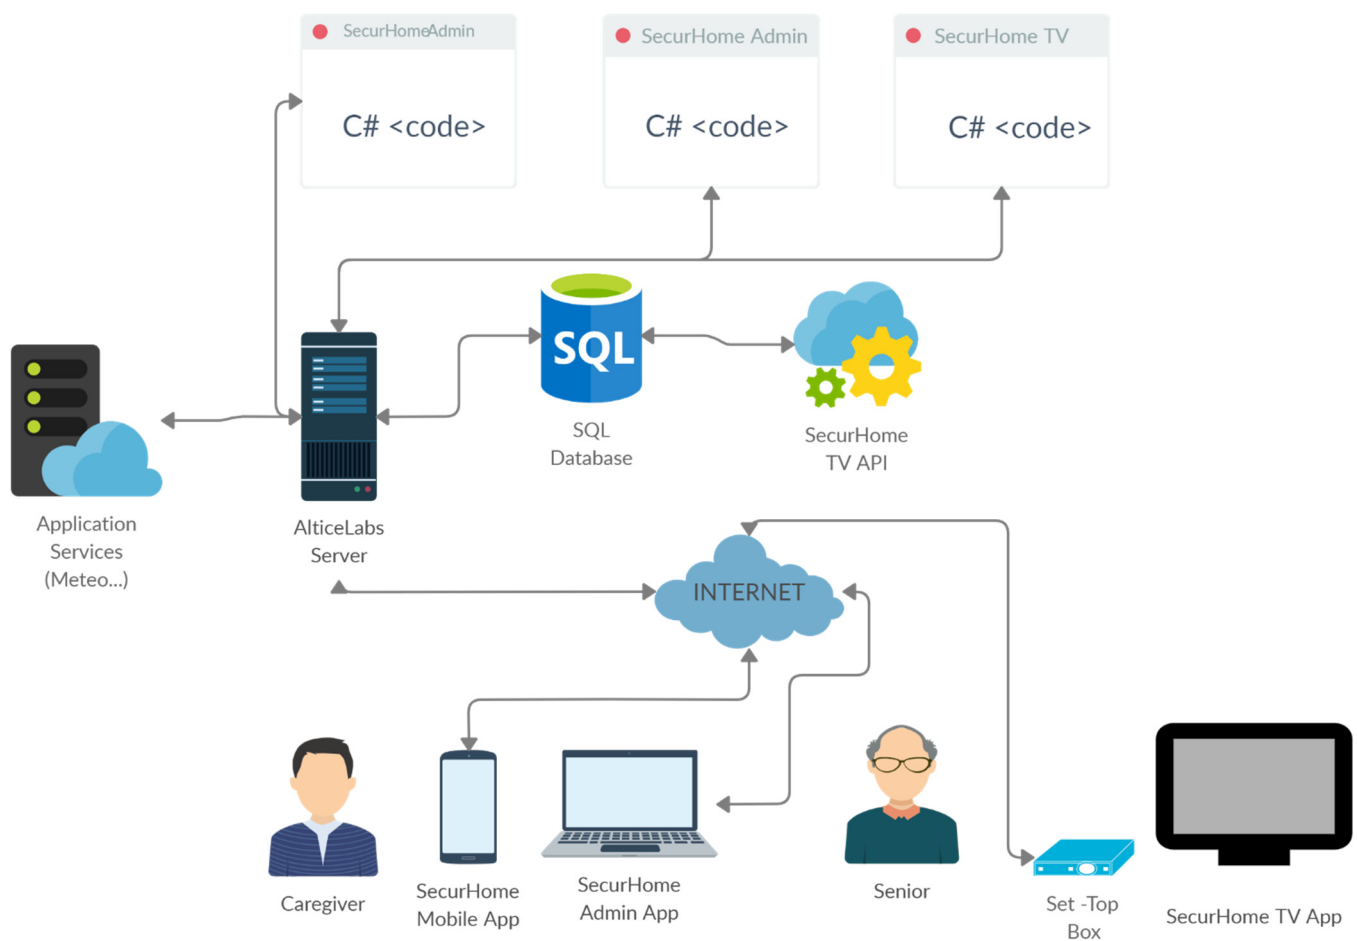 SecurHomeAdmin
SecurHome Admin
SecurHome TV
C# <code>
C# <code>
C# <code>
SQL
SQL
Database
SecurHome
TV API
Application
Services
(Meteo...)
AlticeLabs
Server
INTERNET
Caregiver
SecurHome
Mobile App
SecurHome
Admin App
Senior
Set -Top
Box
SecurHome TV App